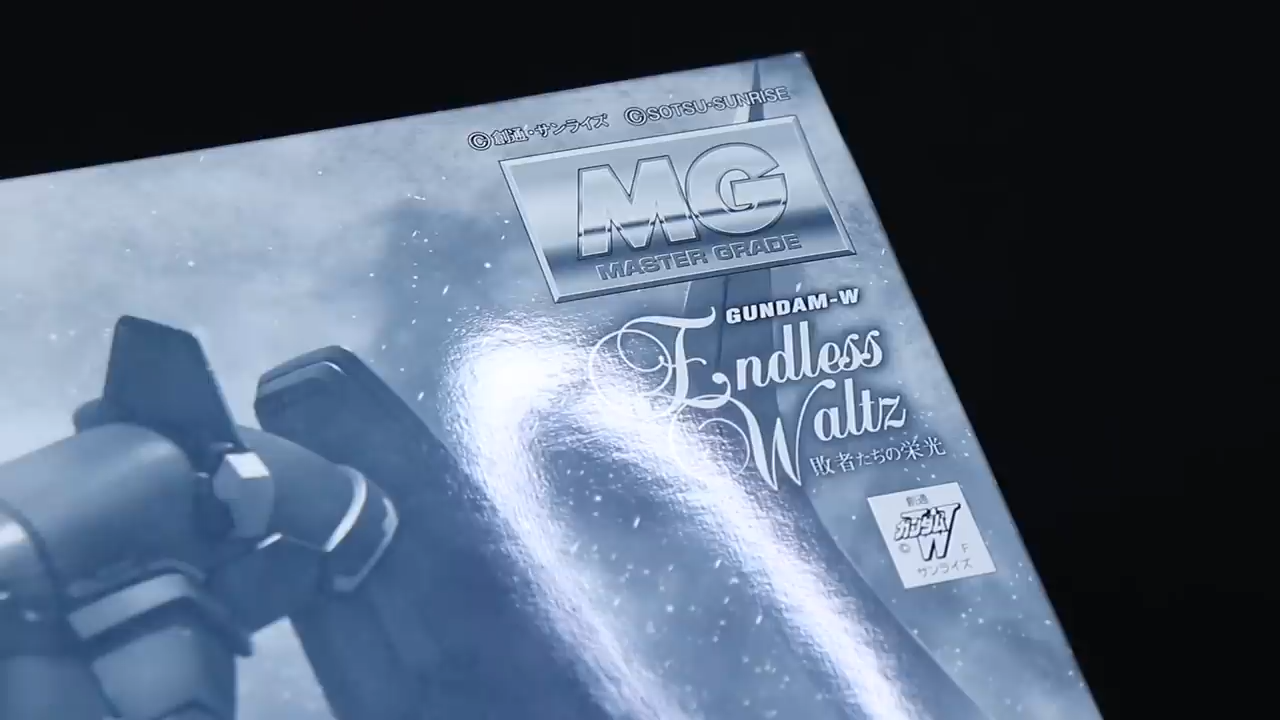 ©創通・サンライズ ©SOTSU・SUNRISE
MG
MASTER GRADE
GUNDAM-W
Endless
Waltz
敗者たちの栄光
創通
ガンダムW
© F
サンライズ